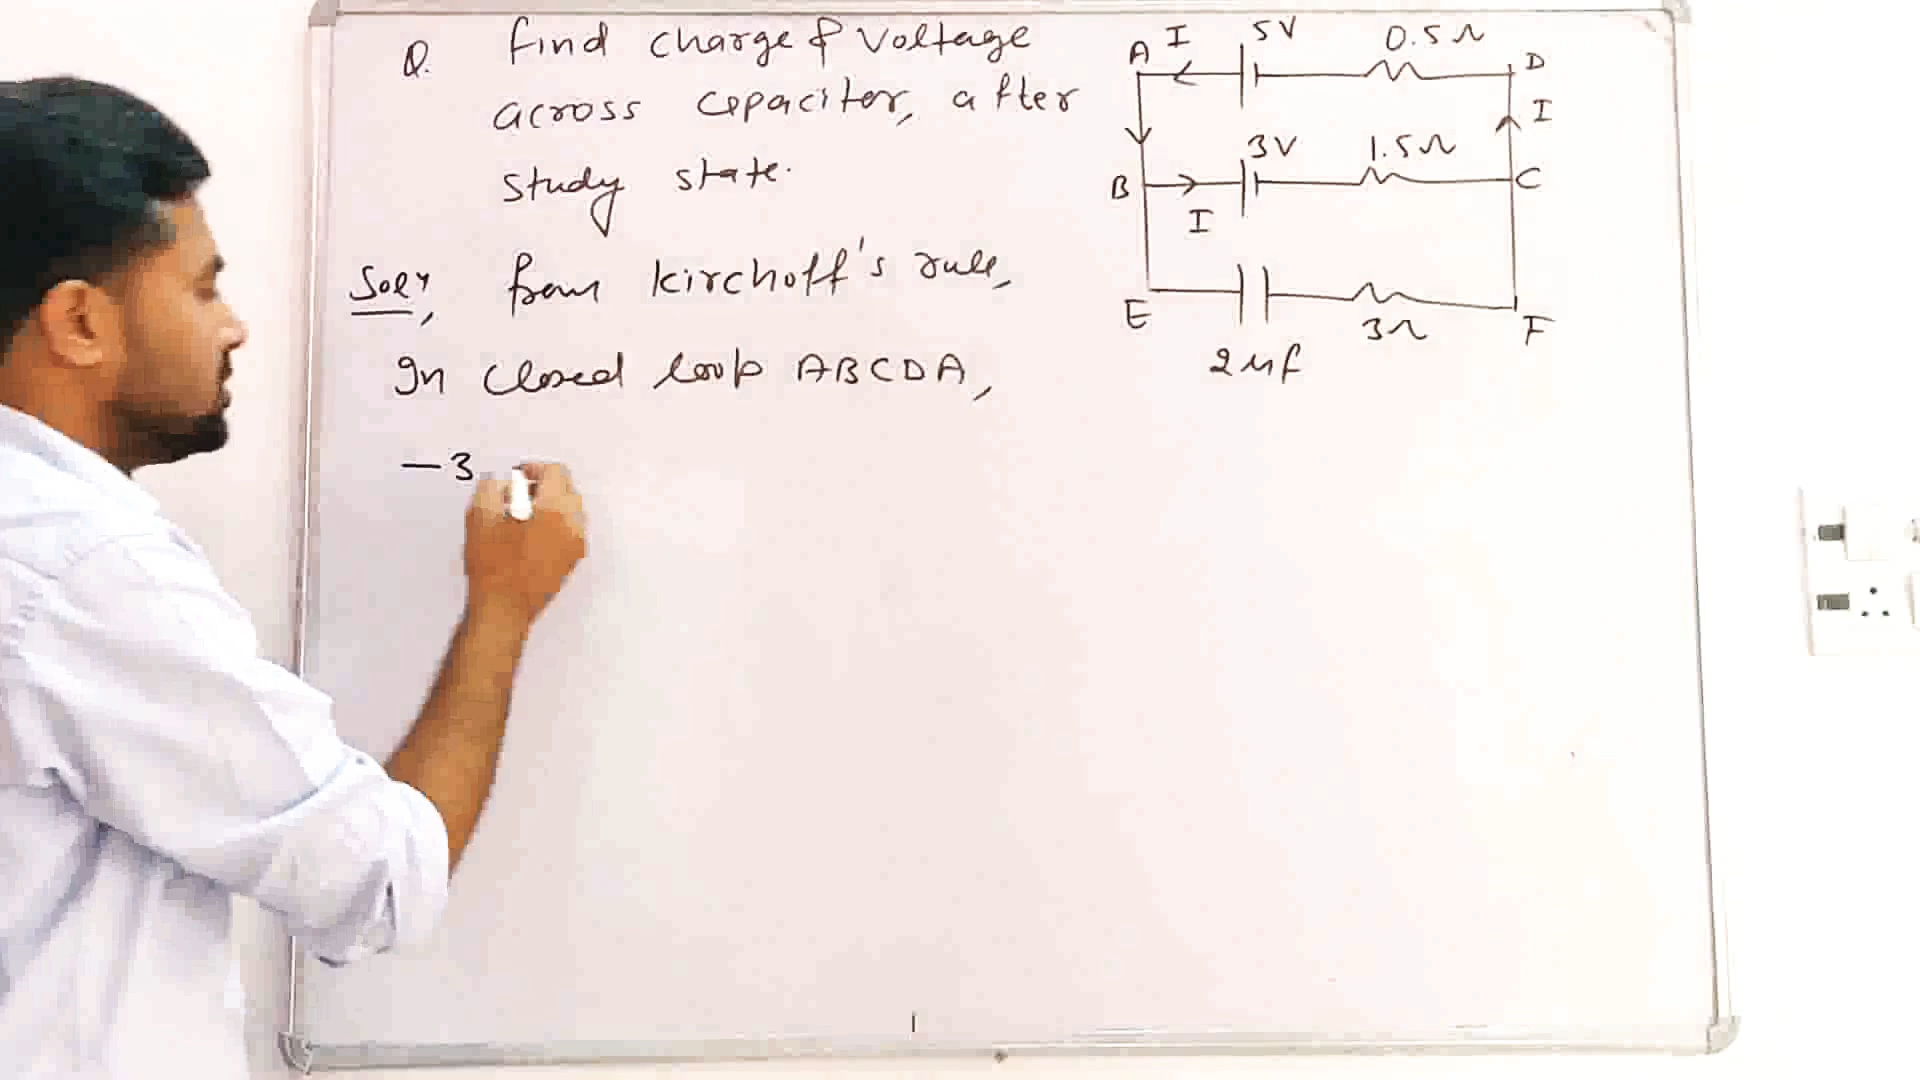 Q. find charge & Voltage
across capacitor, after
study state.
Soln, from kirchoff's rule,
In closed loop ABCDA,
-3
A I 5V 0.5Ω D
I
3V 1.5Ω
B C
I
E 3Ω F
2μf